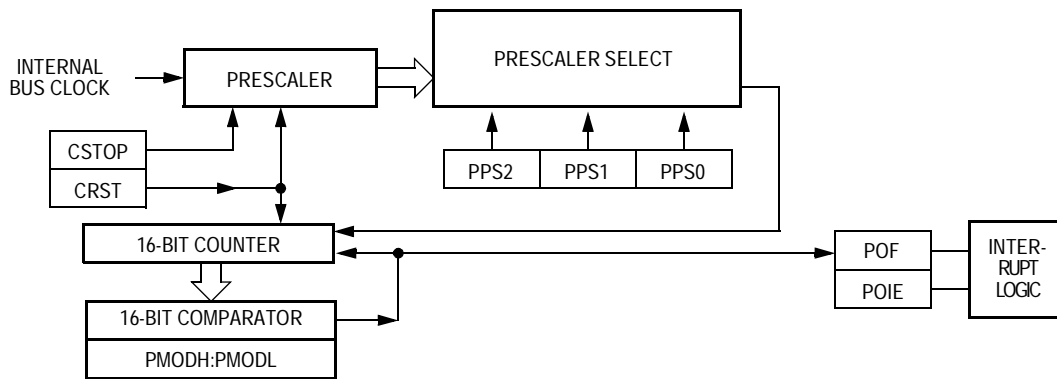 INTERNAL
BUS CLOCK
PRESCALER
PRESCALER SELECT
CSTOP
CRST
PPS2
PPS1
PPS0
16-BIT COUNTER
POF
POIE
INTER-
RUPT
LOGIC
16-BIT COMPARATOR
PMODH:PMODL